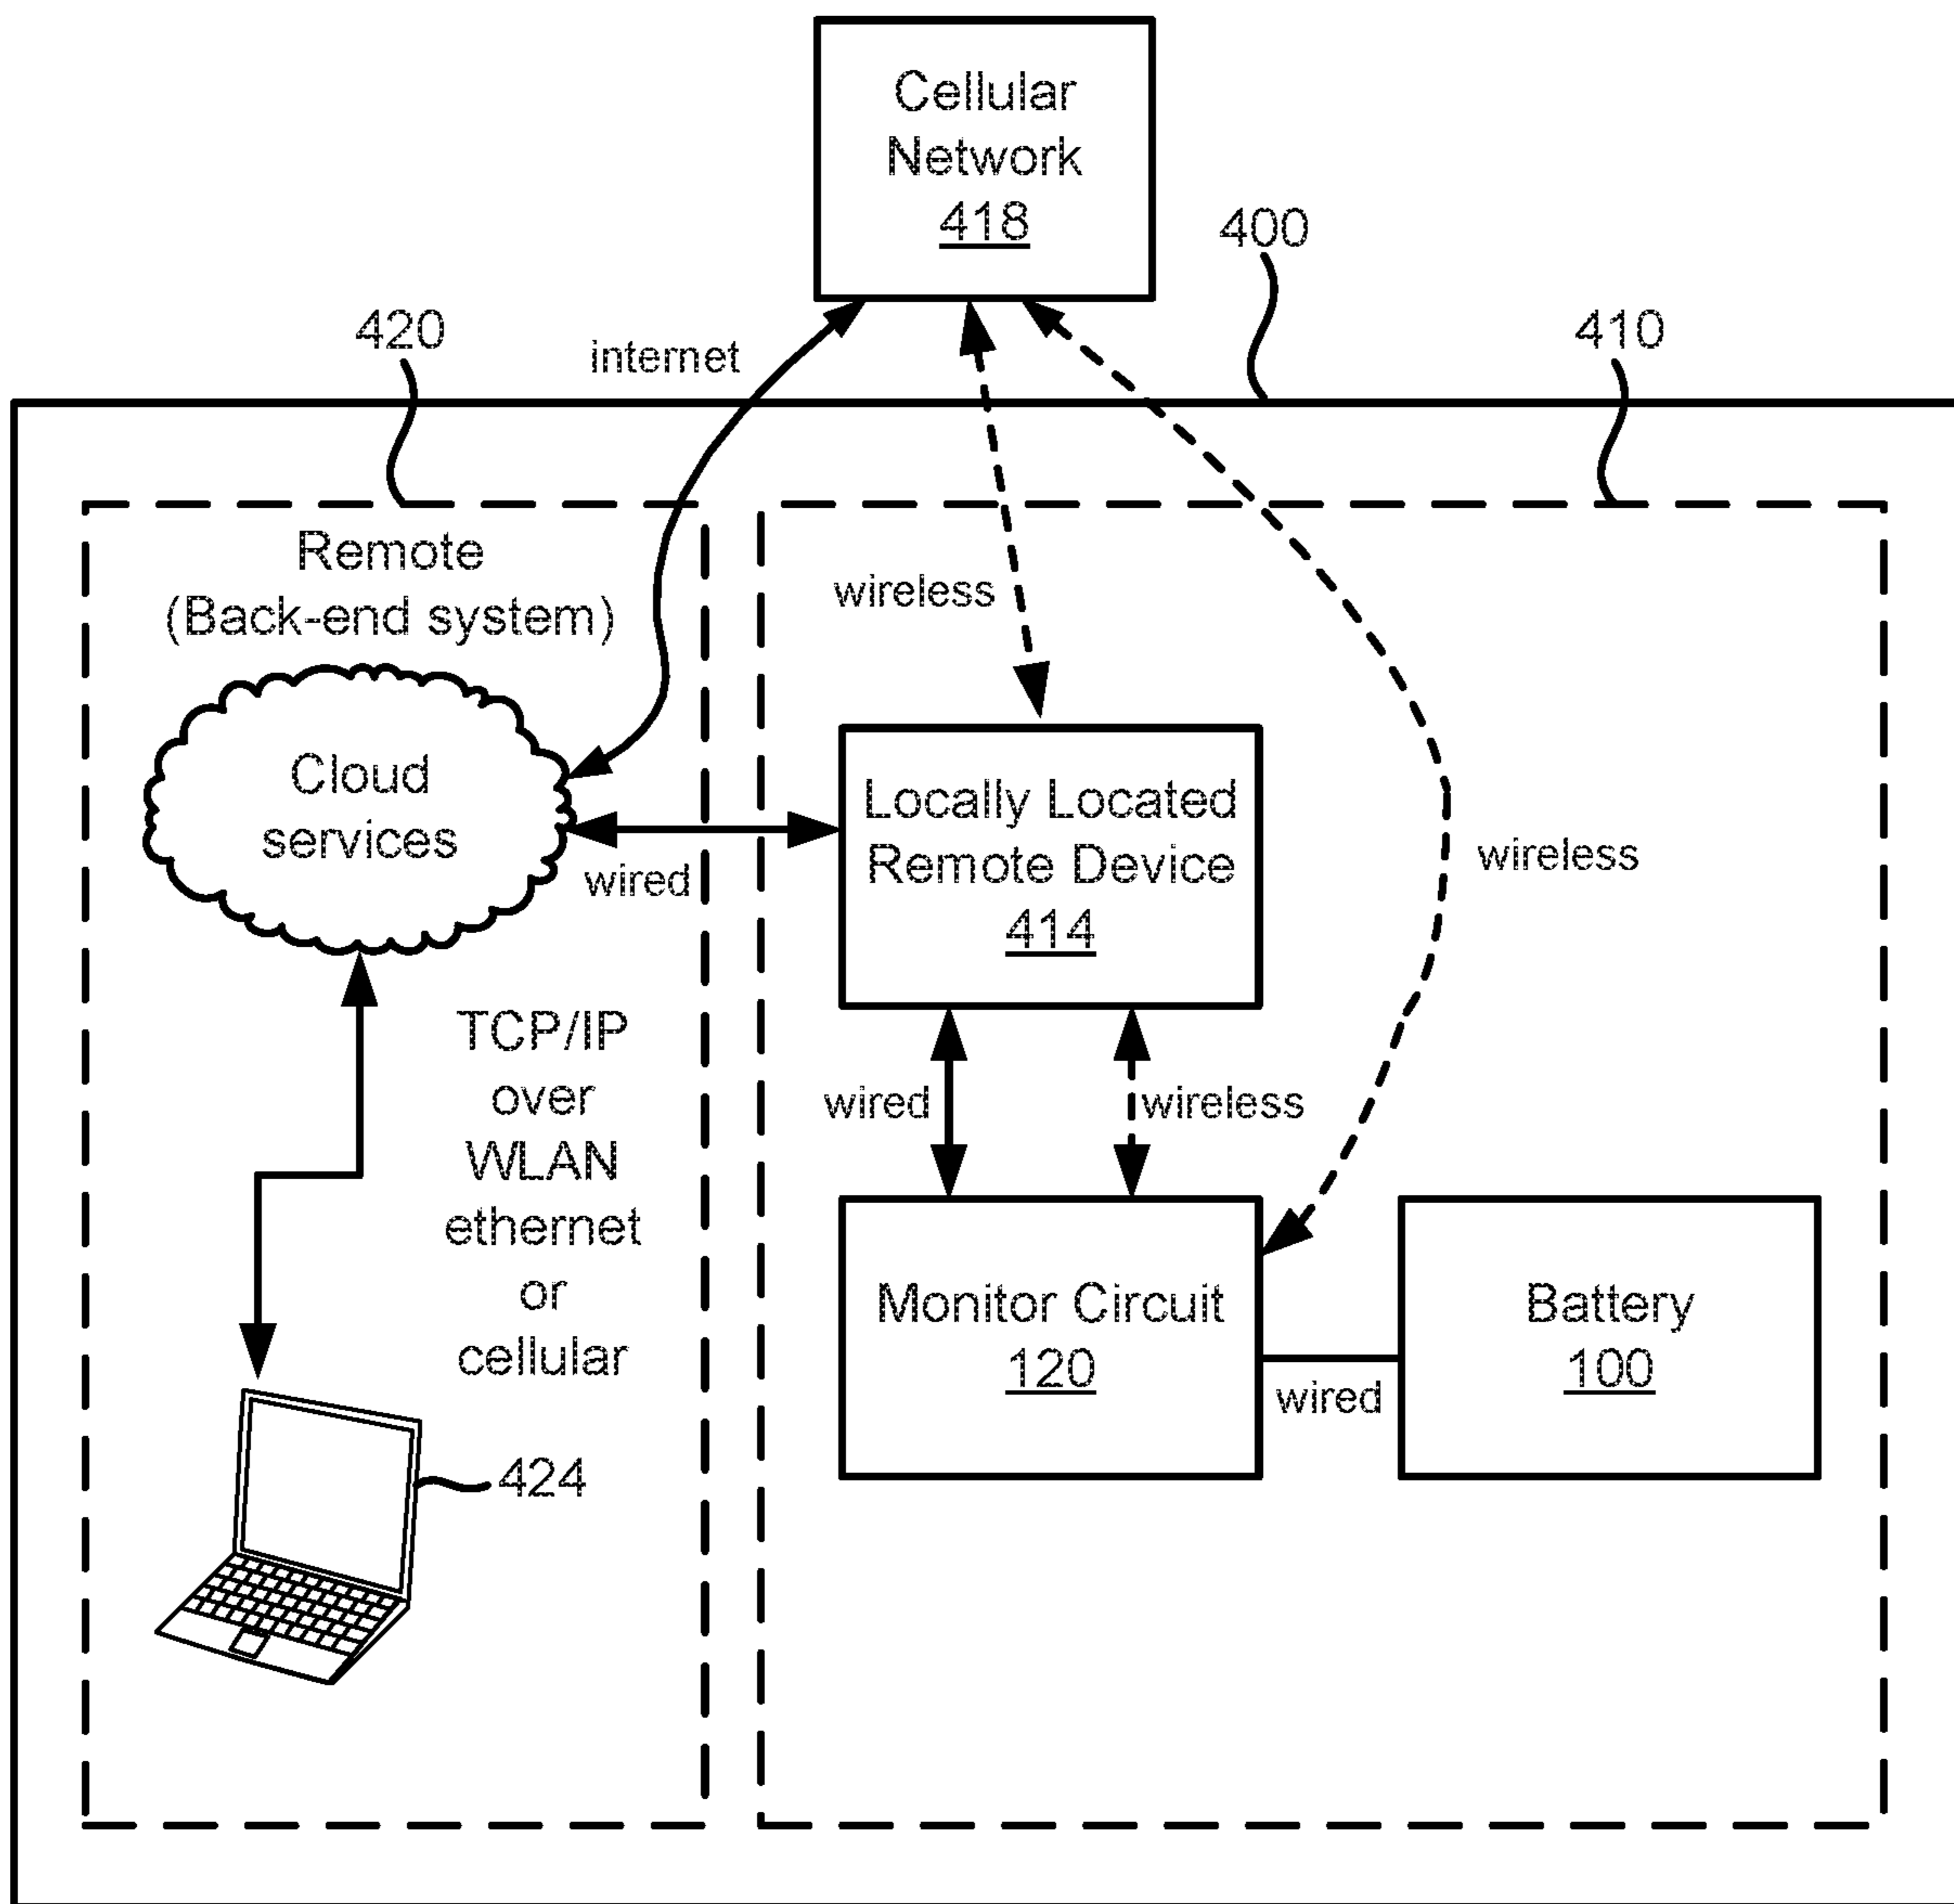 Cellular
Network
418
400
420
410
internet
Remote
(Back-end system)
wireless
Cloud
services
Locally Located
Remote Device
414
wired
wireless
TCP/IP
over
WLAN
ethernet
or
cellular
wired
wireless
Monitor Circuit
120
Battery
100
wired
424